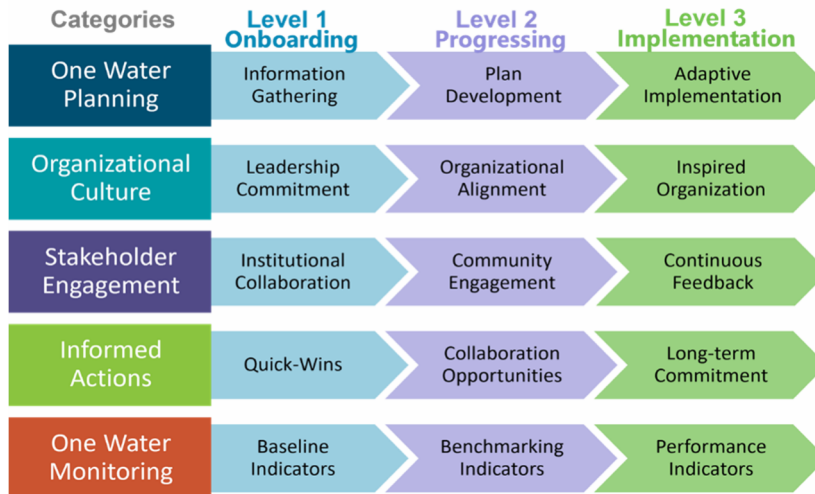 Categories
Level 1
Onboarding
Level 2
Progressing
Level 3
Implementation
One Water
Planning
Information
Gathering
Plan
Development
Adaptive
Implementation
Organizational
Culture
Leadership
Commitment
Organizational
Alignment
Inspired
Organization
Stakeholder
Engagement
Institutional
Collaboration
Community
Engagement
Continuous
Feedback
Informed
Actions
Quick-Wins
Collaboration
Opportunities
Long-term
Commitment
One Water
Monitoring
Baseline
Indicators
Benchmarking
Indicators
Performance
Indicators